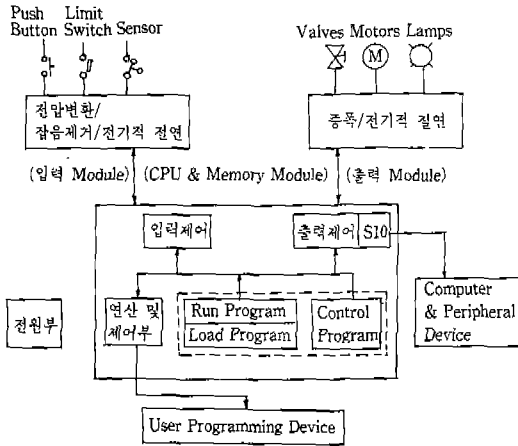 Push Button
Limit Switch
Sensor
Valves Motors Lamps
M
전압변환/
잡음제거/전기적 전연
증폭/전기적 질연
(입력 Module)
(CPU & Memory Module)
(출력 Module)
입력제어
출력제어
S10
전원부
연산 및
제어부
Run Program
Load Program
Control
Program
Computer
& Peripheral
Device
User Programming Device